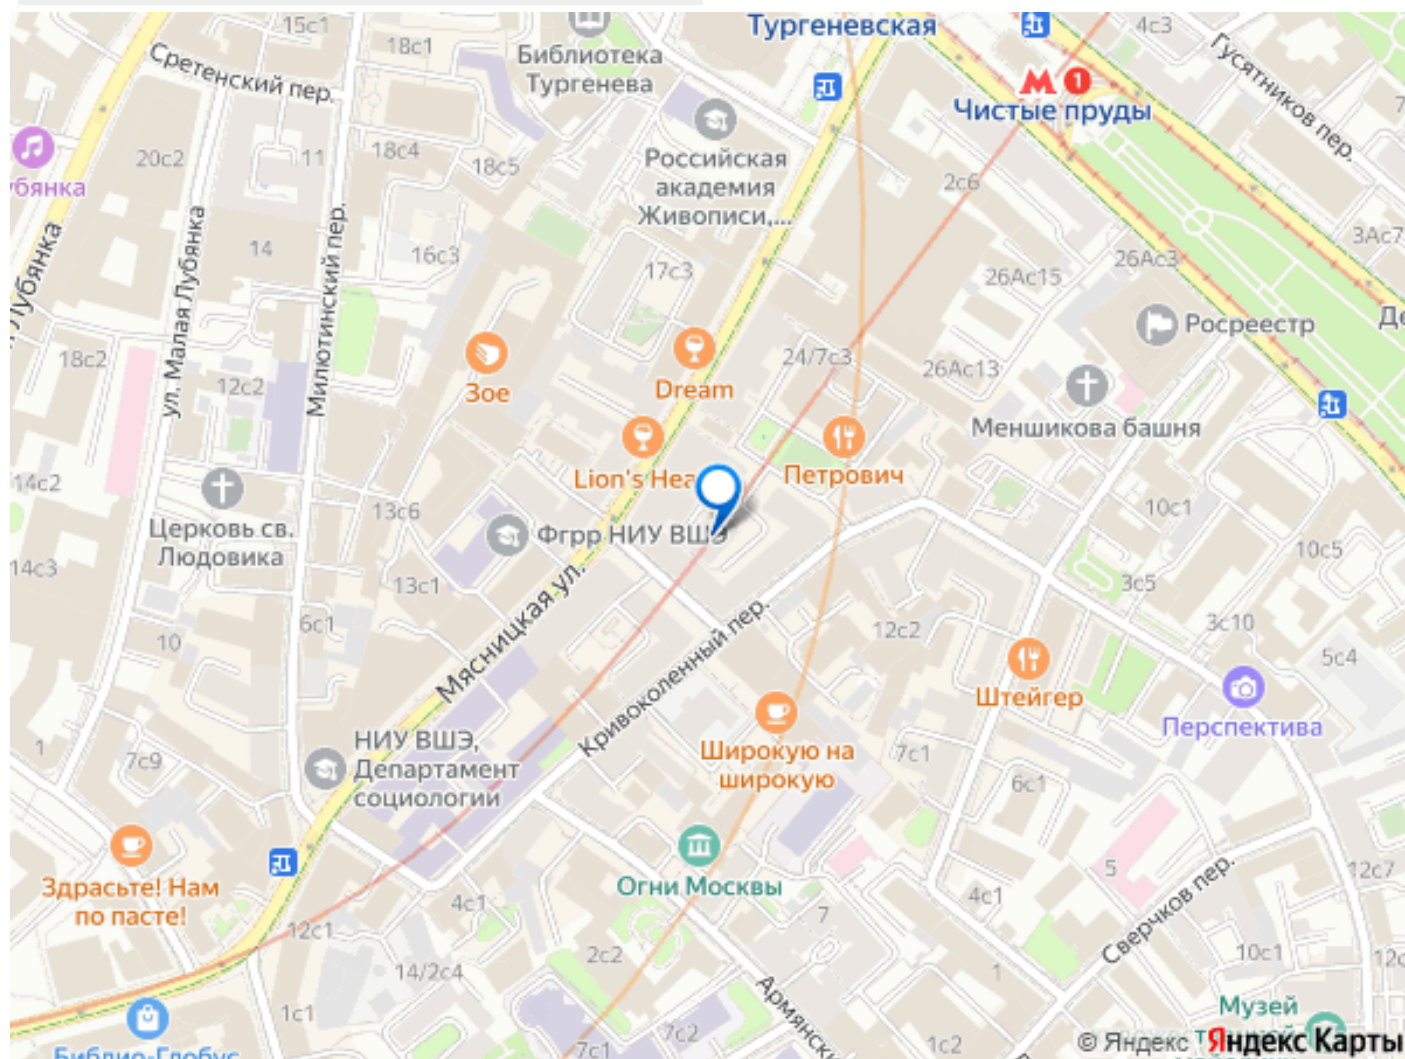 15с1
18с1
Библиотека
Тургенева
Тургеневская
4с3
Гусятников пер.
Сретенский пер.
Чистые пруды
20с2
11
18с4
18с5
Российская
академия
Живописи,...
2с6
убянка
Лубянка
ул. Малая Лубянка
Милютинский пер.
14
16с3
17с3
26Ас15
26Ас3
3Ас7
Росреестр
18с2
12с2
Зое
Dream
24/7с3
26Ас13
Меншикова башня
Lion's Hea
Петрович
14с2
Церковь св.
Людовика
13с6
Фгрр НИУ ВШЭ
10с1
10с5
14с3
13с1
3с5
Мясницкая ул.
6с1
10
Кривоколенный пер.
12с2
3с10
5с4
Штейгер
Перспектива
1
7с9
НИУ ВШЭ,
Департамент
социологии
Широкую на
широкую
7с1
6с1
Здрасьте! Нам
по пасте!
Огни Москвы
5
12с7
4с1
7
4с1
Сверчков пер.
12с1
14/2с4
2с2
1
10с1
12с
Армянски
1с1
7с2
7с1
1с2
Музей
Библио-Глобус
© Яндекс
Яндекс Карты